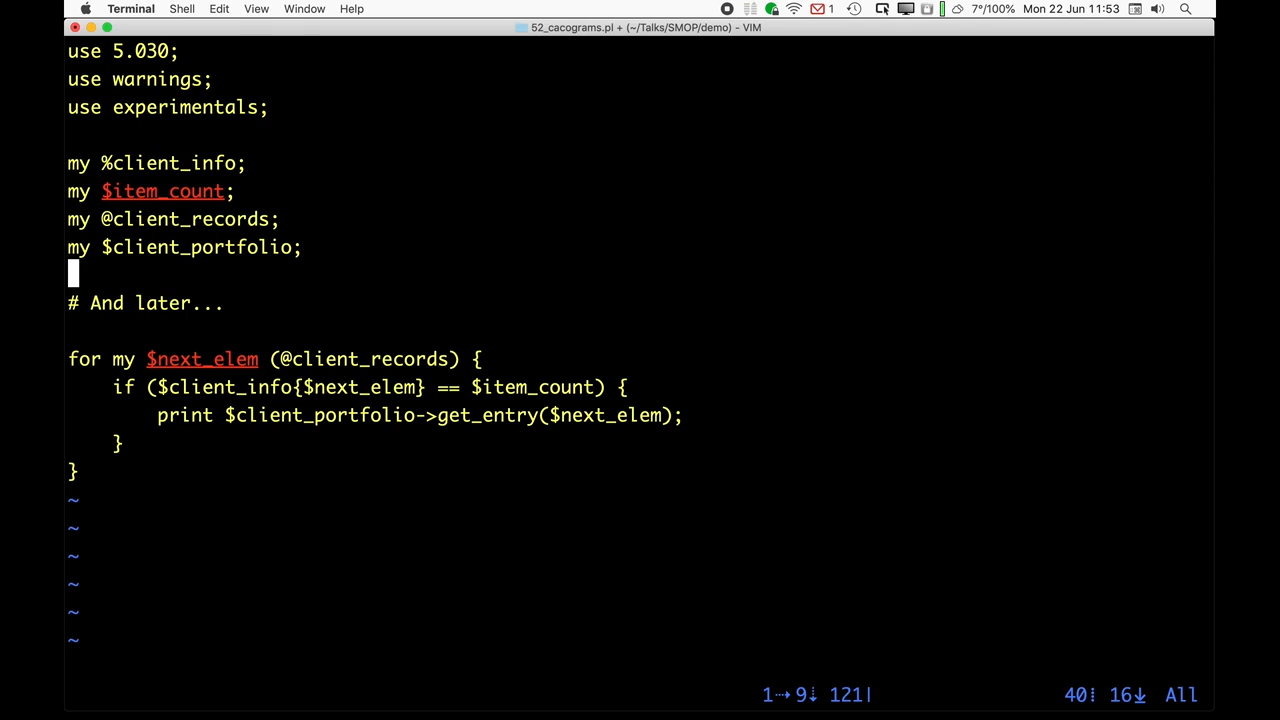 Terminal Shell Edit View Window Help 1 7°/100% Mon 22 Jun 11:53
52_cacograms.pl + (~/Talks/SMOP/demo) - VIM
use 5.030;
use warnings;
use experimentals;
my %client_info;
my $item_count;
my @client_records;
my $client_portfolio;
# And later...
for my $next_elem (@client_records) {
if ($client_info{$next_elem} == $item_count) {
print $client_portfolio->get_entry($next_elem);
}
}
~
~
~
~
~
~
1⇢9⇣ 121| 40⁞ 16↓ All